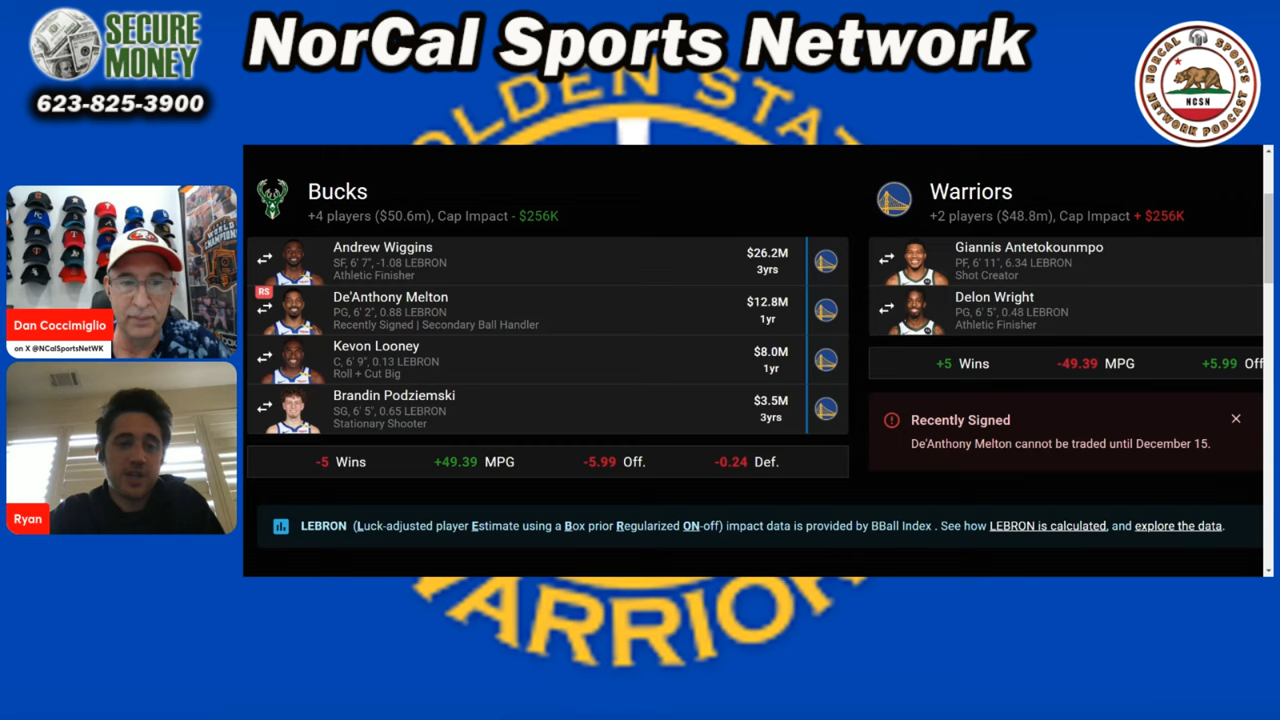 SECURE
MONEY
623-825-3900
NorCal Sports Network
NORCAL SPORTS
NCSN
NETWORK PODCAST
GOLDEN STA
WORLD
CHAMPIONS
Dan Coccimiglio
on X @NCalSportsNetWK
Ryan
Bucks
+4 players ($50.6m), Cap Impact - $256K
Andrew Wiggins
SF, 6' 7", -1.08 LEBRON
Athletic Finisher
$26.2M
3yrs
RS
De'Anthony Melton
PG, 6' 2", 0.88 LEBRON
Recently Signed | Secondary Ball Handler
$12.8M
1yr
Kevon Looney
C, 6' 9", 0.13 LEBRON
Roll + Cut Big
$8.0M
1yr
Brandin Podziemski
SG, 6' 5", 0.65 LEBRON
Stationary Shooter
$3.5M
3yrs
-5 Wins +49.39 MPG -5.99 Off. -0.24 Def.
Warriors
+2 players ($48.8m), Cap Impact + $256K
Giannis Antetokounmpo
PF, 6' 11", 6.34 LEBRON
Shot Creator
Delon Wright
PG, 6' 5", 0.48 LEBRON
Athletic Finisher
+5 Wins -49.39 MPG +5.99 Off
Recently Signed
De'Anthony Melton cannot be traded until December 15.
LEBRON (Luck-adjusted player Estimate using a Box prior Regularized ON-off) impact data is provided by BBall Index . See how LEBRON is calculated, and explore the data.
WARRIORS